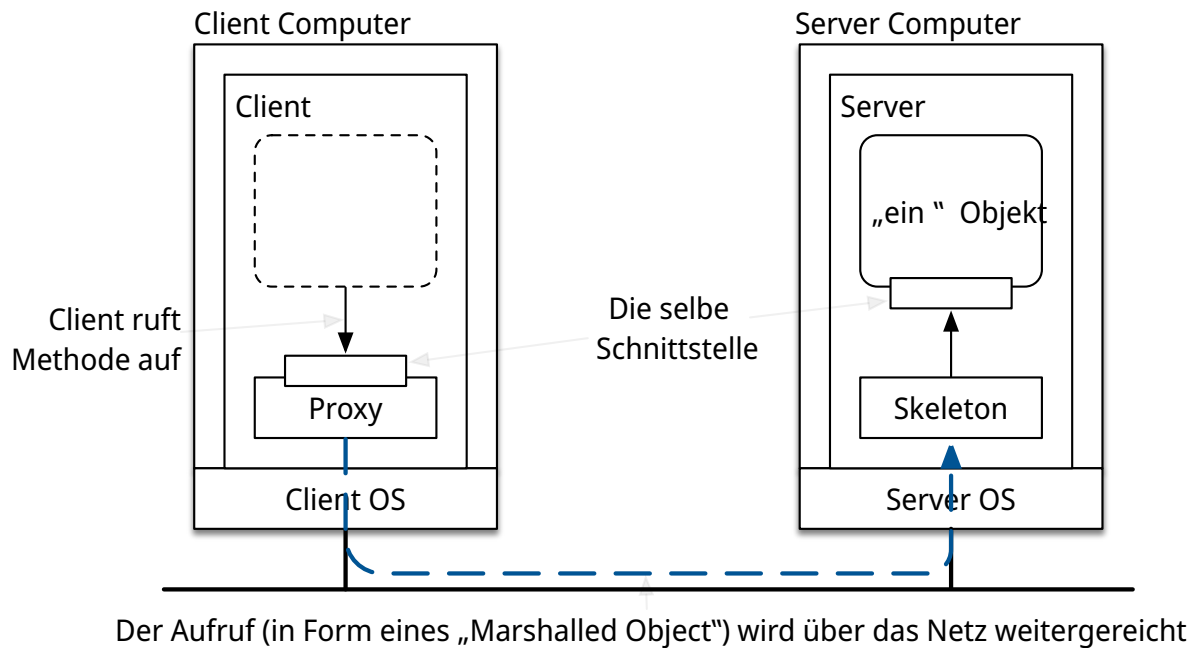 Client Computer
Server Computer
Client
Server
„ein “ Objekt
Client ruft
Methode auf
Die selbe
Schnittstelle
Proxy
Skeleton
Client OS
Server OS
Der Aufruf (in Form eines „Marshalled Object“) wird über das Netz weitergereicht